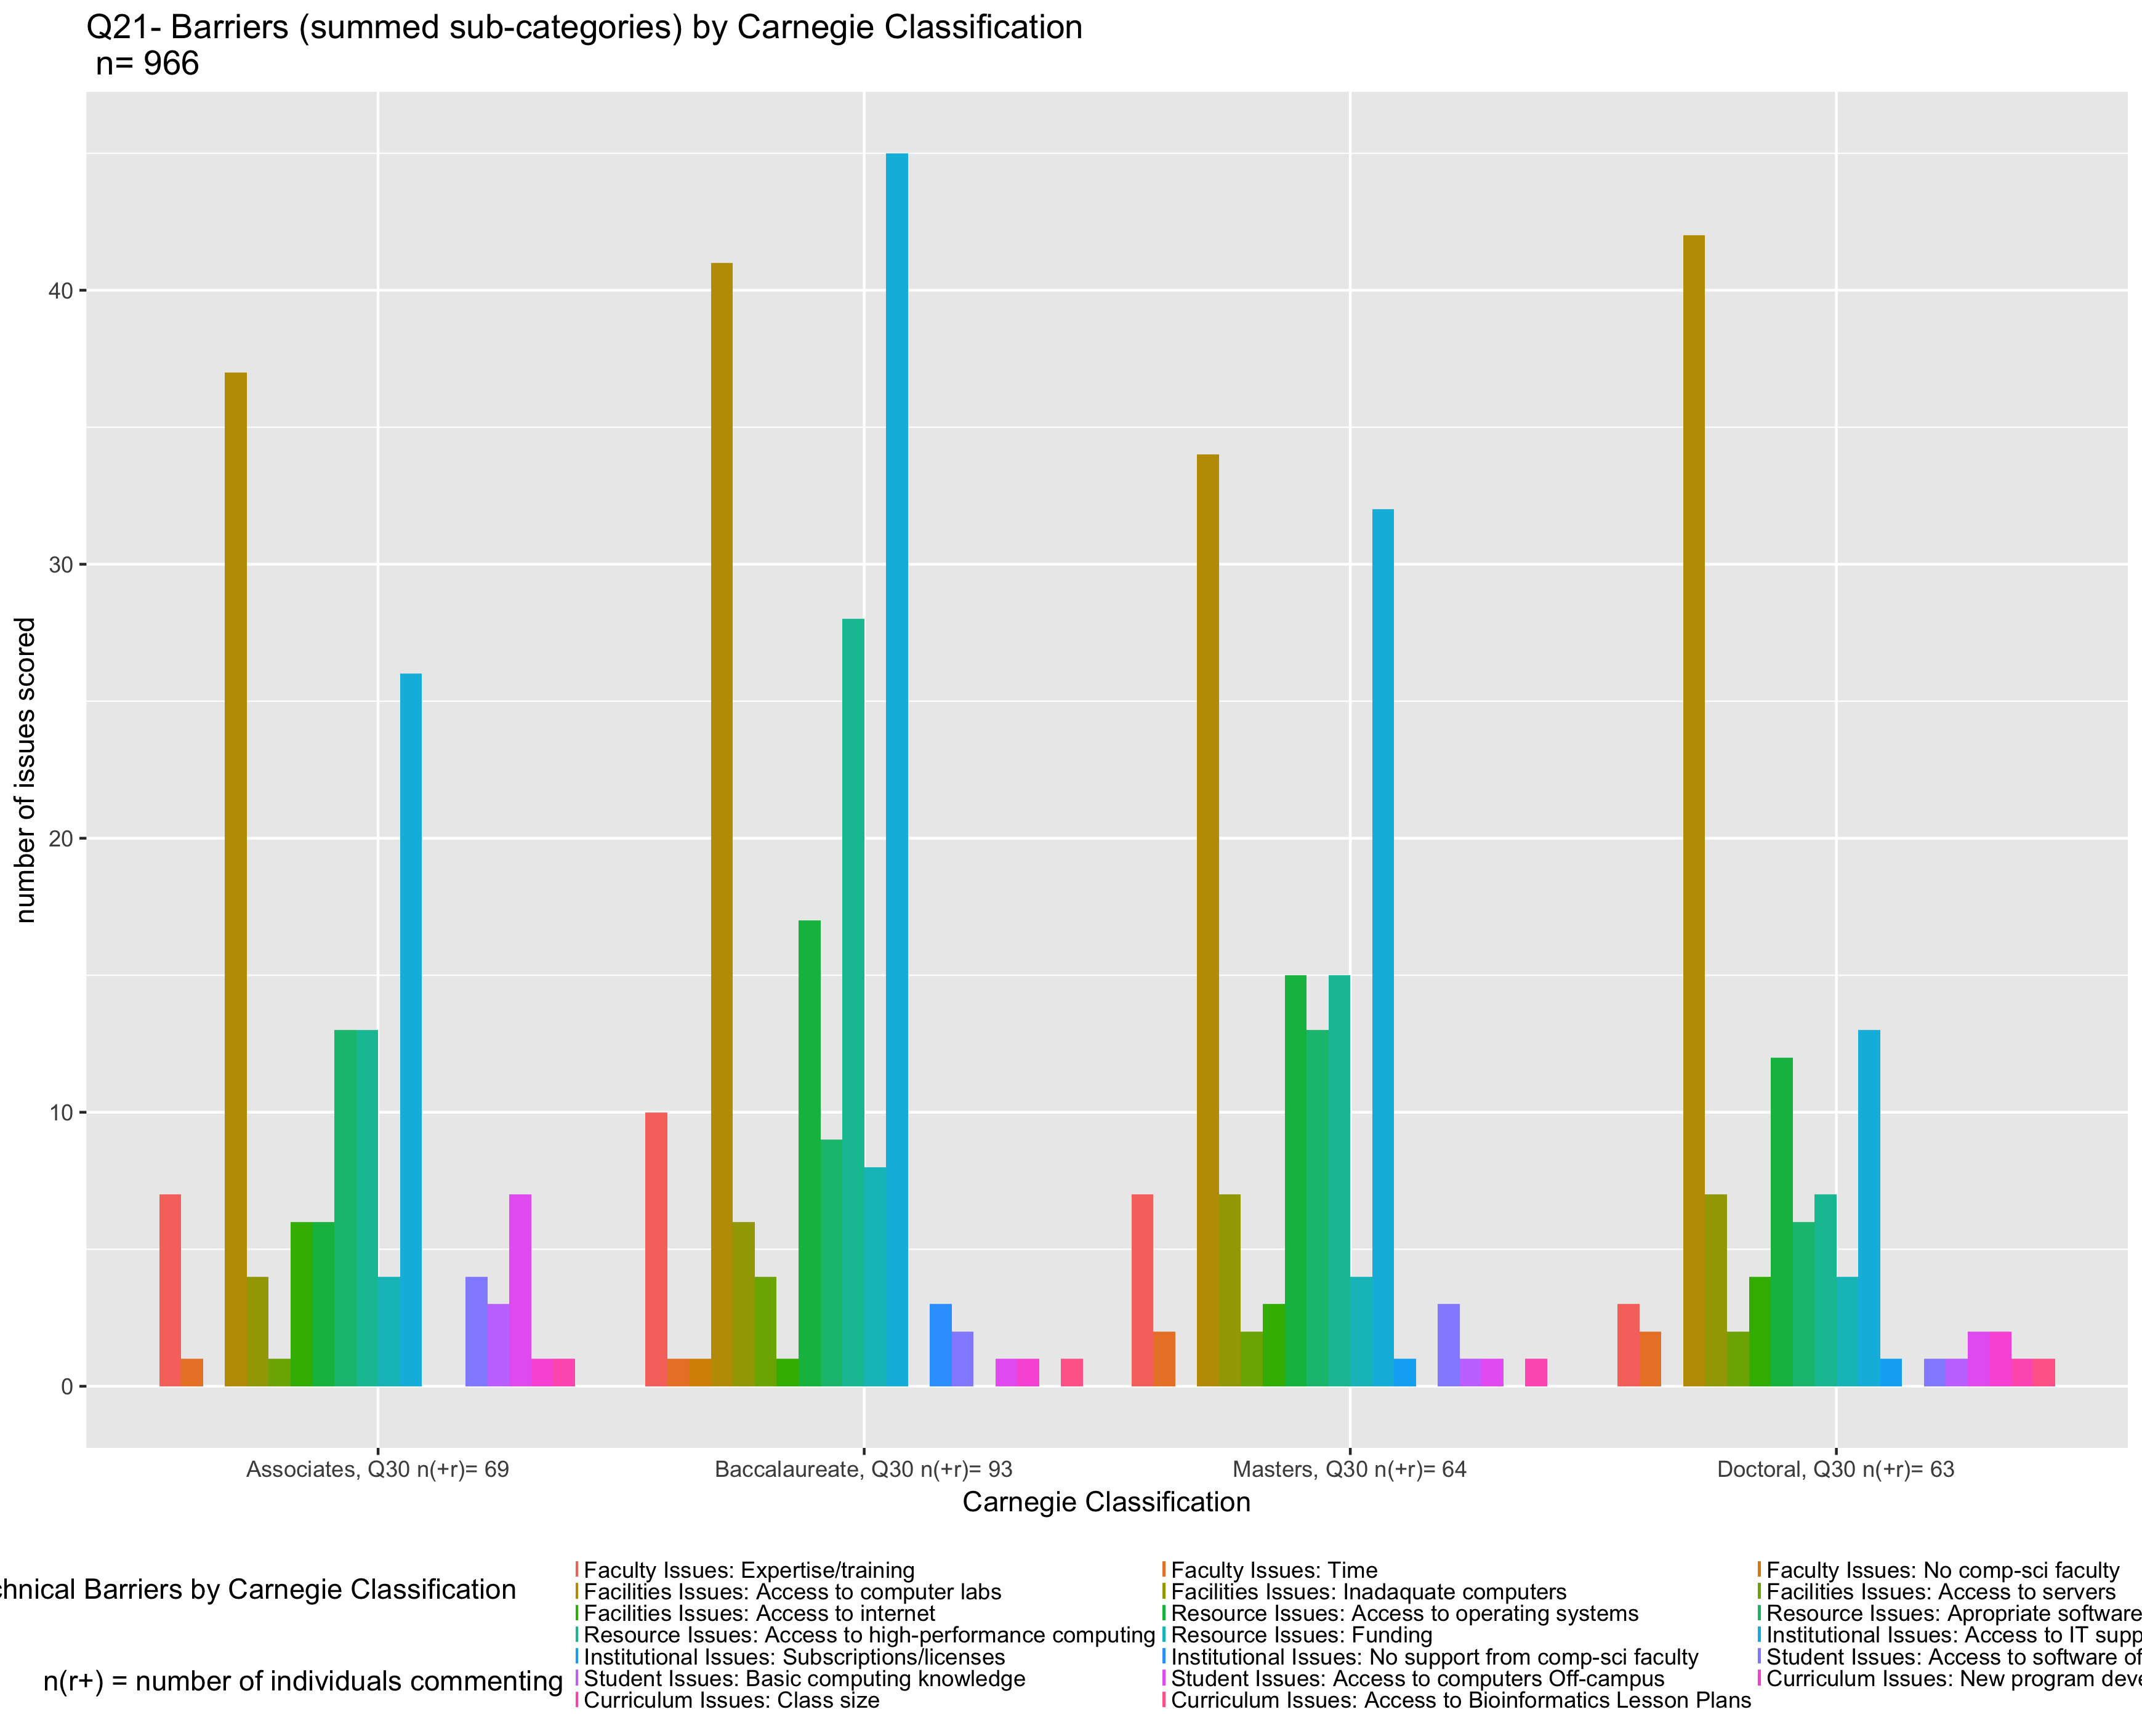 Q21- Barriers (summed sub-categories) by Carnegie Classification
n= 966
number of issues scored
40
30
20
10
0
Associates, Q30 n(+r)= 69
Baccalaureate, Q30 n(+r)= 93
Masters, Q30 n(+r)= 64
Doctoral, Q30 n(+r)= 63
Carnegie Classification
chnical Barriers by Carnegie Classification
n(r+) = number of individuals commenting
Faculty Issues: Expertise/training
Faculty Issues: Time
Faculty Issues: No comp-sci faculty
Facilities Issues: Access to computer labs
Facilities Issues: Inadaquate computers
Facilities Issues: Access to servers
Facilities Issues: Access to internet
Resource Issues: Access to operating systems
Resource Issues: Apropriate software
Resource Issues: Access to high-performance computing
Resource Issues: Funding
Institutional Issues: Access to IT supp
Institutional Issues: Subscriptions/licenses
Institutional Issues: No support from comp-sci faculty
Student Issues: Access to software of
Student Issues: Basic computing knowledge
Student Issues: Access to computers Off-campus
Curriculum Issues: New program deve
Curriculum Issues: Class size
Curriculum Issues: Access to Bioinformatics Lesson Plans